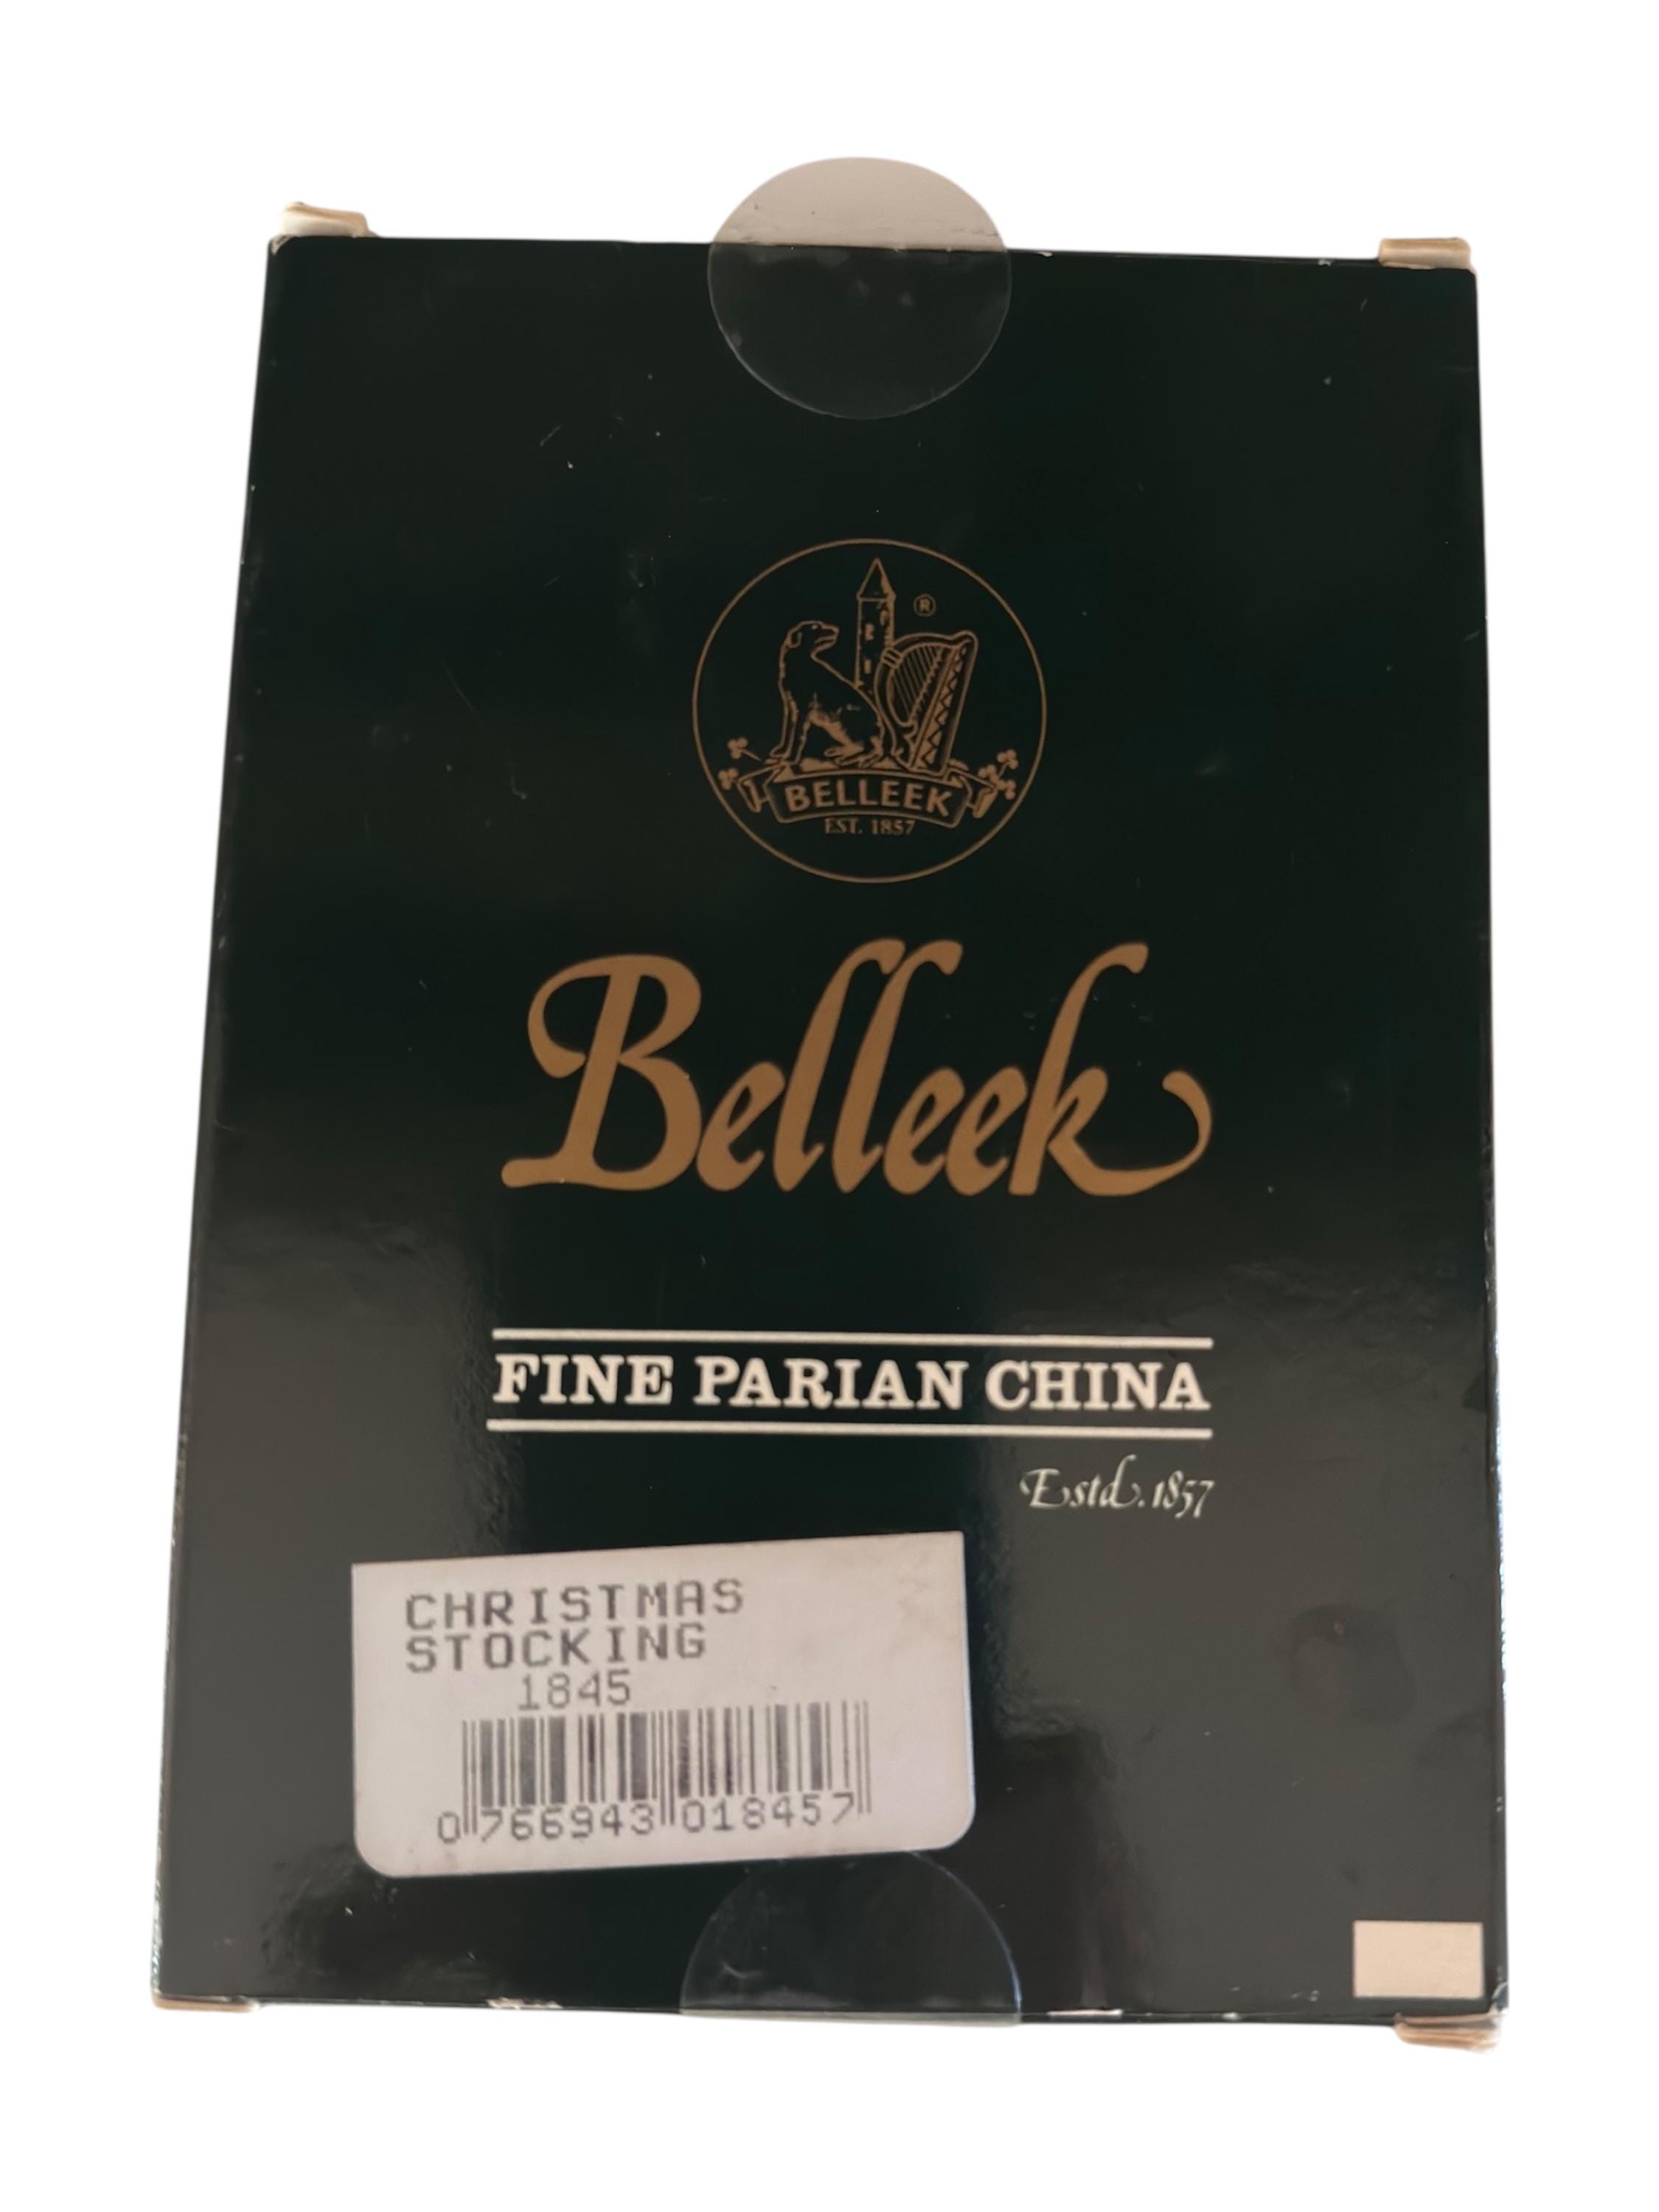 ®
BELLEEK
EST. 1857
Belleek
FINE PARIAN CHINA
Estd. 1857
CHRISTMAS
STOCKING
1845
0 766943 018457